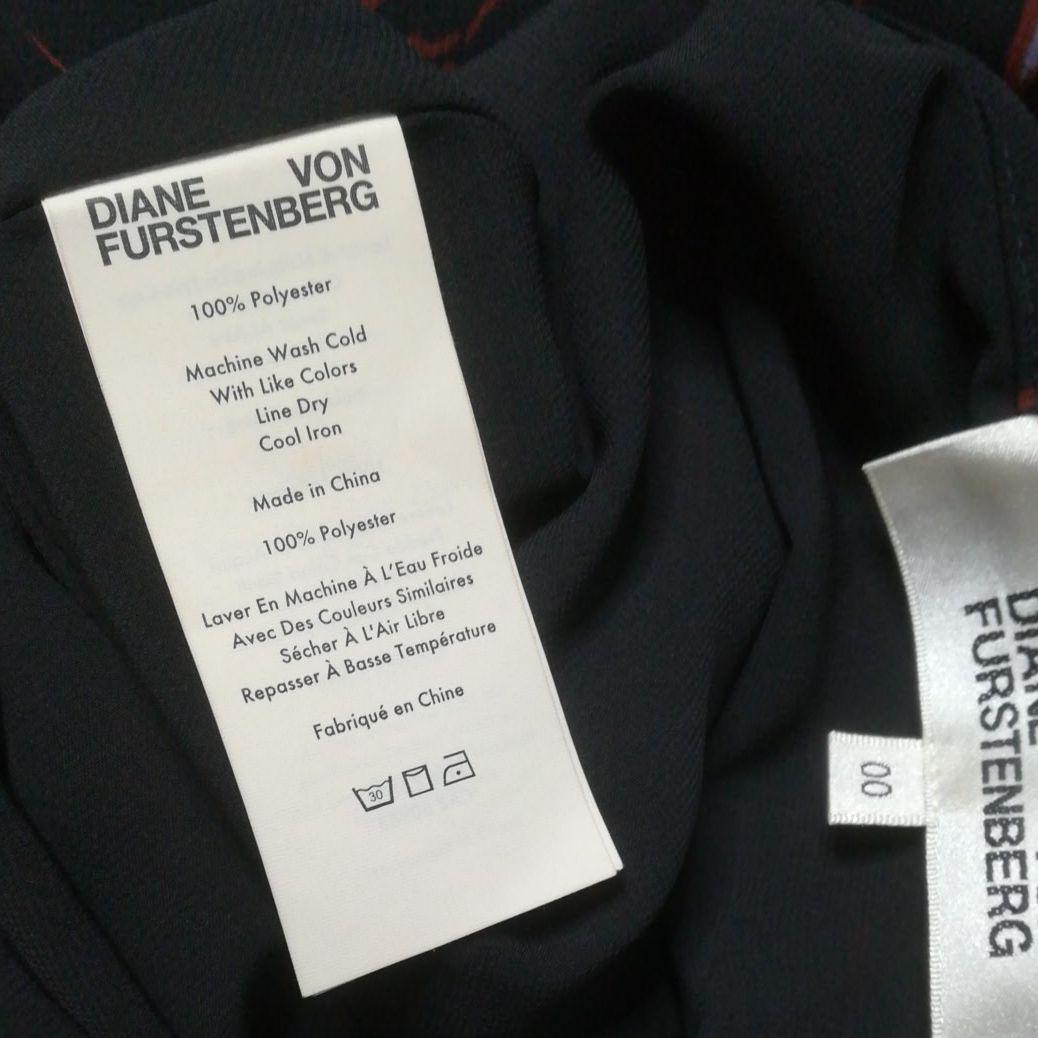 DIANE VON
FURSTENBERG
100% Polyester
Machine Wash Cold
With Like Colors
Line Dry
Cool Iron
Made in China
100% Polyester
Laver En Machine À L'Eau Froide
Avec Des Couleurs Similaires
Sécher À L'Air Libre
Repasser À Basse Température
Fabriqué en Chine
30
DIANE
FURSTENBERG
00